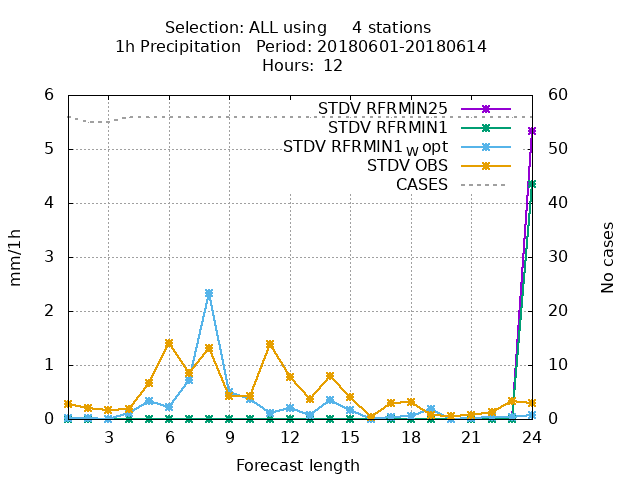 Selection: ALL using     4 stations
1h Precipitation   Period: 20180601-20180614
Hours:  12
STDV RFRMIN25
STDV RFRMIN1
STDV RFRMIN1_W opt
STDV OBS
CASES
6
5
4
3
2
1
0
60
50
40
30
20
10
0
mm/1h
No cases
3 6 9 12 15 18 21 24
Forecast length